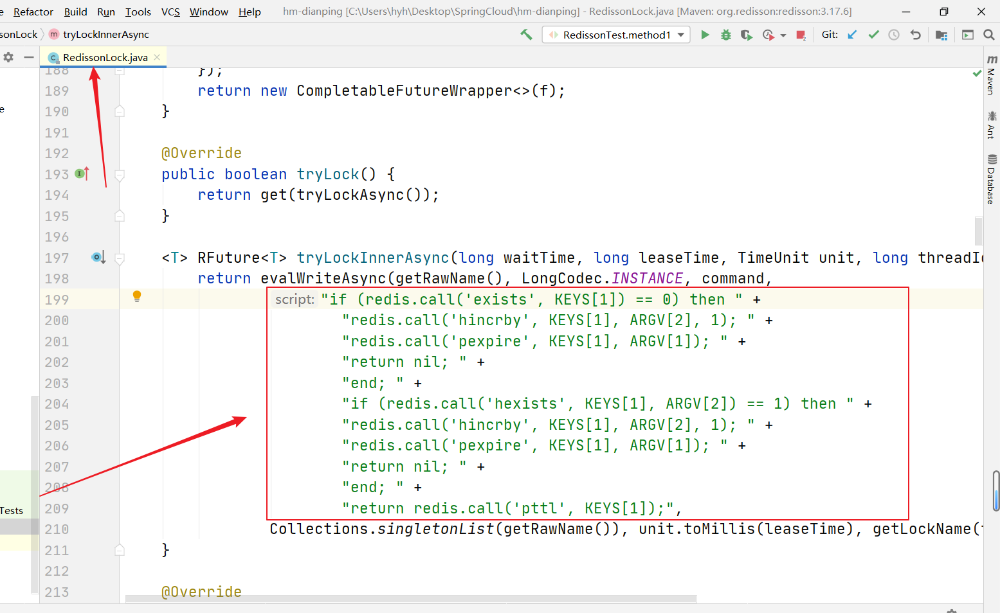 Refactor Build Run Tools VCS Window Help hm-dianping [C:\Users\hyh\Desktop\SpringCloud\hm-dianping] - RedissonLock.java [Maven: org.redisson:redisson:3.17.6]
sonLock m tryLockInnerAsync RedissonTest.method1 Git:
RedissonLock.java
188 });
189 return new CompletableFutureWrapper<>(f);
190 }
191
192 @Override
193 public boolean tryLock() {
194 return get(tryLockAsync());
195 }
196
197 <T> RFuture<T> tryLockInnerAsync(long waitTime, long leaseTime, TimeUnit unit, long threadId
198 return evalWriteAsync(getRawName(), LongCodec.INSTANCE, command,
199 script: "if (redis.call('exists', KEYS[1]) == 0) then " +
200 "redis.call('hincrby', KEYS[1], ARGV[2], 1); " +
201 "redis.call('pexpire', KEYS[1], ARGV[1]); " +
202 "return nil; " +
203 "end; " +
204 "if (redis.call('hexists', KEYS[1], ARGV[2]) == 1) then " +
205 "redis.call('hincrby', KEYS[1], ARGV[2], 1); " +
206 "redis.call('pexpire', KEYS[1], ARGV[1]); " +
207 "return nil; " +
208 "end; " +
209 "return redis.call('pttl', KEYS[1]);",
210 Collections.singletonList(getRawName()), unit.toMillis(leaseTime), getLockName(
211 }
212
213 @Override
Tests
Maven
Ant
Database